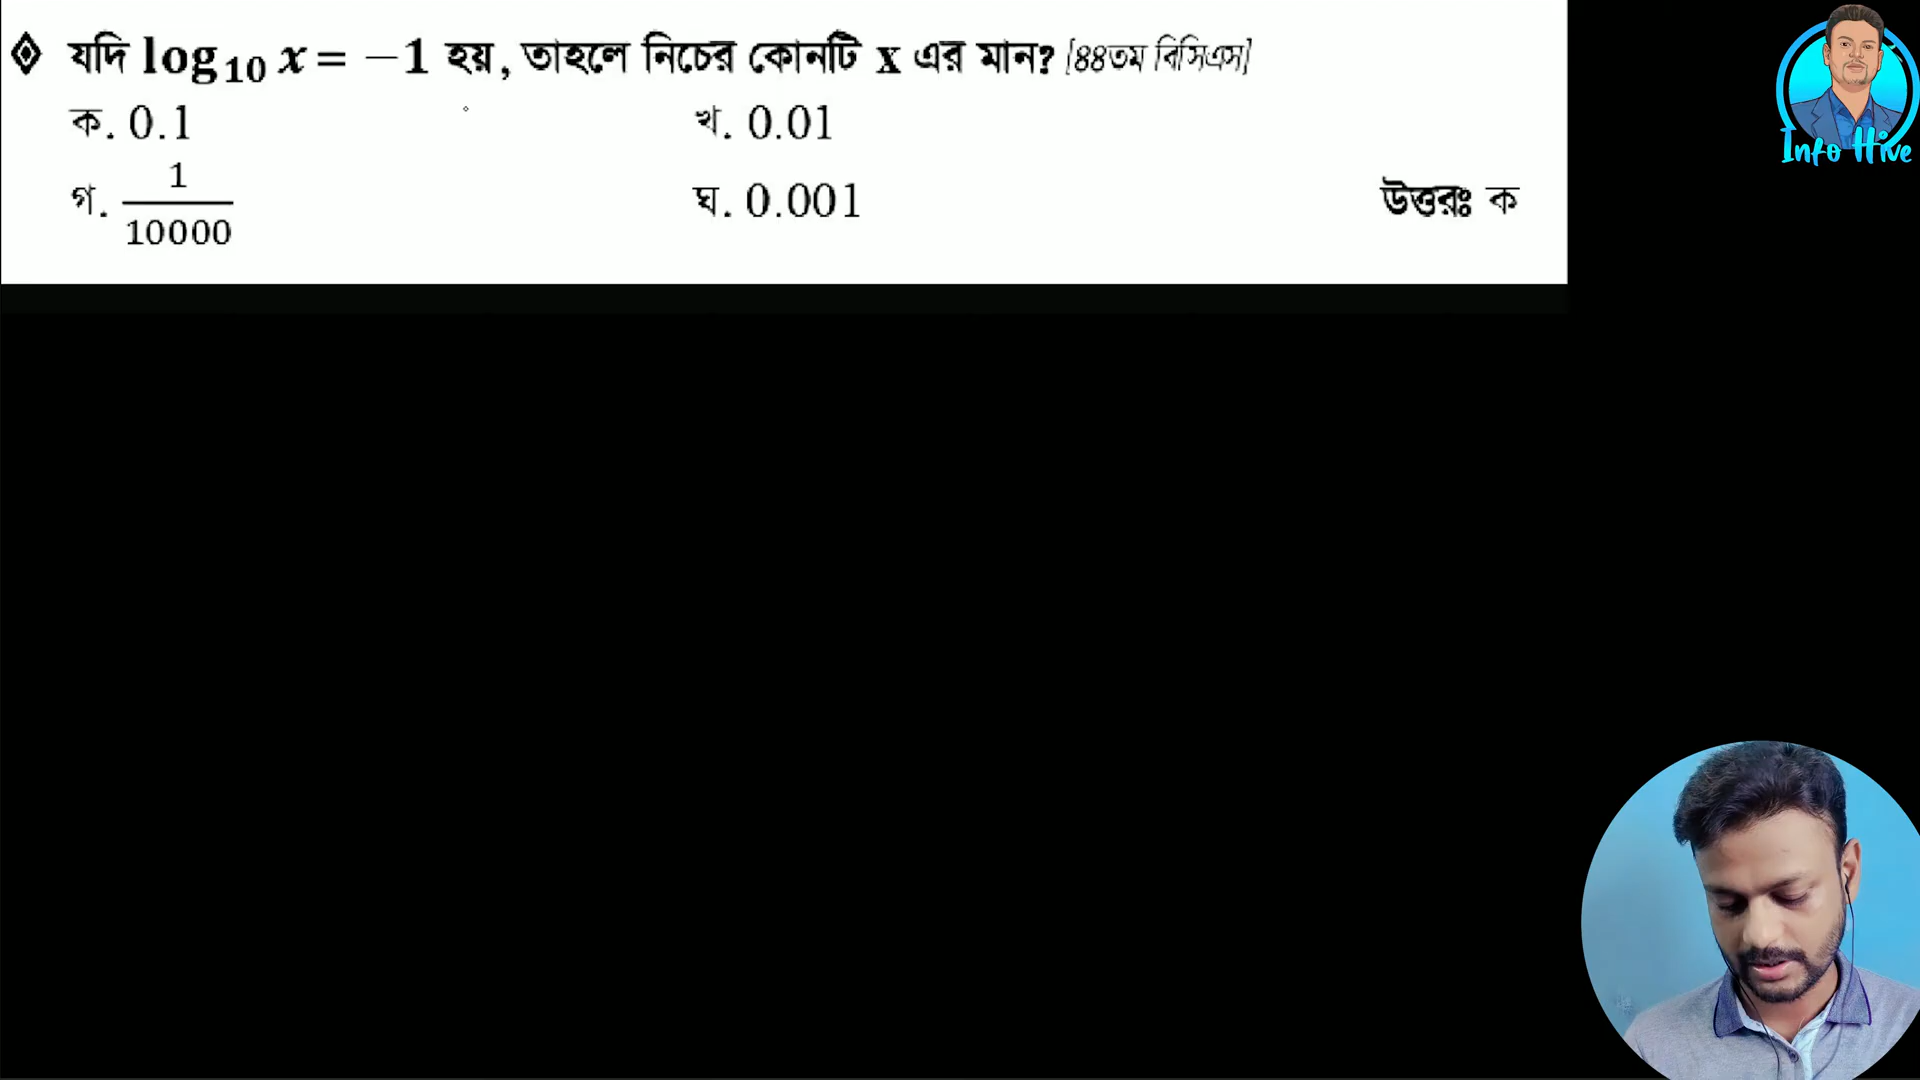 যদি log₁₀ x = −1 হয়, তাহলে নিচের কোনটি x এর মান? [৪৪তম বিসিএস]
ক. 0.1 খ. 0.01
গ. 1/10000 ঘ. 0.001 উত্তরঃ ক
Info Hive